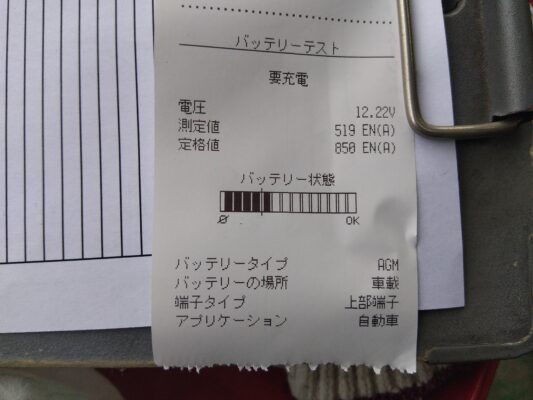 バッテリーテスト
要充電
電圧 12.22V
測定値 519 EN(A)
定格値 850 EN(A)
バッテリー状態
0 OK
バッテリータイプ AGM
バッテリーの場所 車載
端子タイプ 上部端子
アプリケーション 自動車